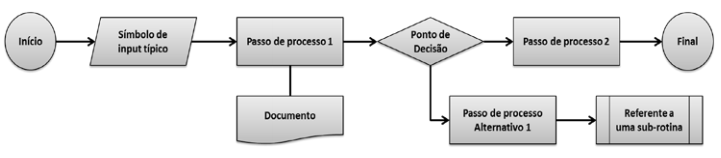 Início
Símbolo de
input típico
Passo de processo 1
Ponto de
Decisão
Passo de processo 2
Final
Documento
Passo de processo
Alternativo 1
Referente a
uma sub-rotina